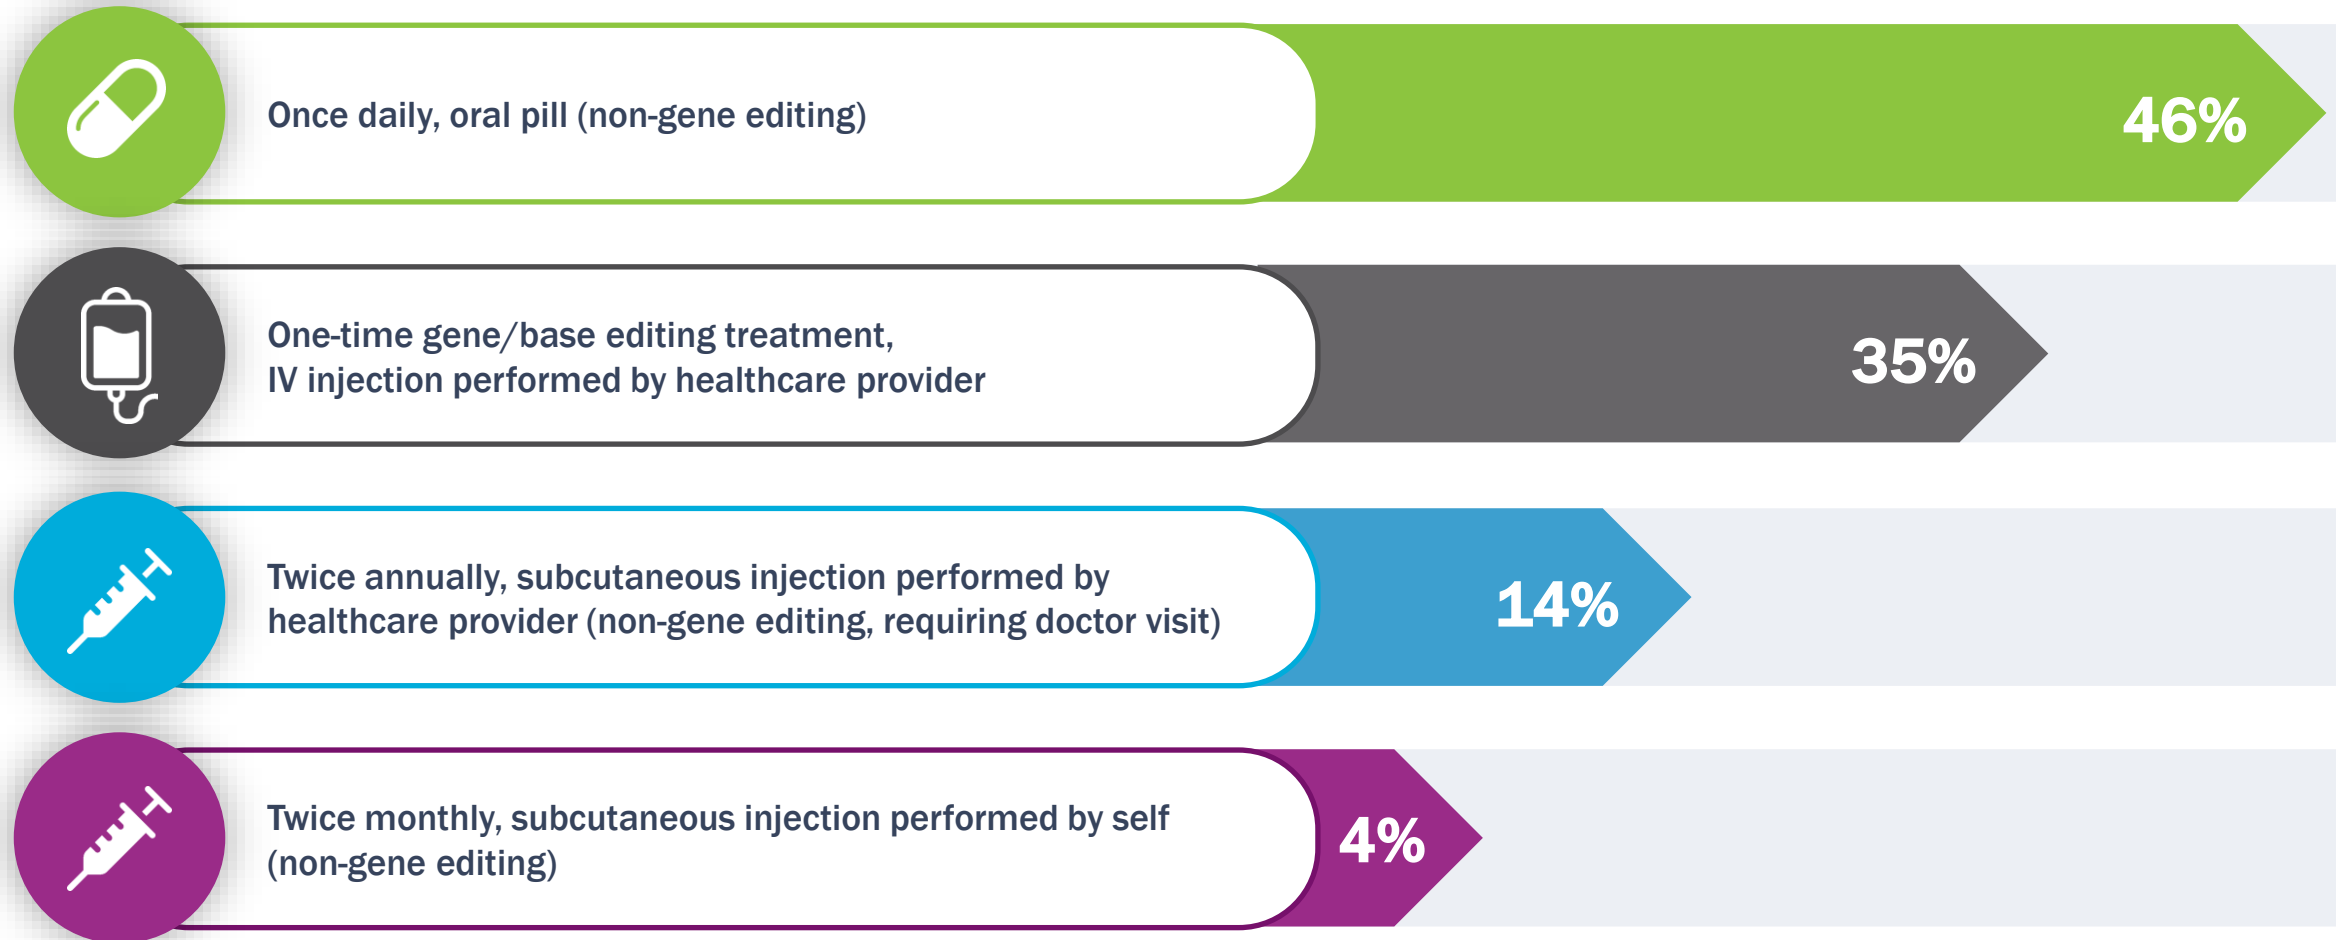 Once daily, oral pill (non-gene editing)
46%
One-time gene/base editing treatment,
IV injection performed by healthcare provider
35%
Twice annually, subcutaneous injection performed by
healthcare provider (non-gene editing, requiring doctor visit)
14%
Twice monthly, subcutaneous injection performed by self
(non-gene editing)
4%